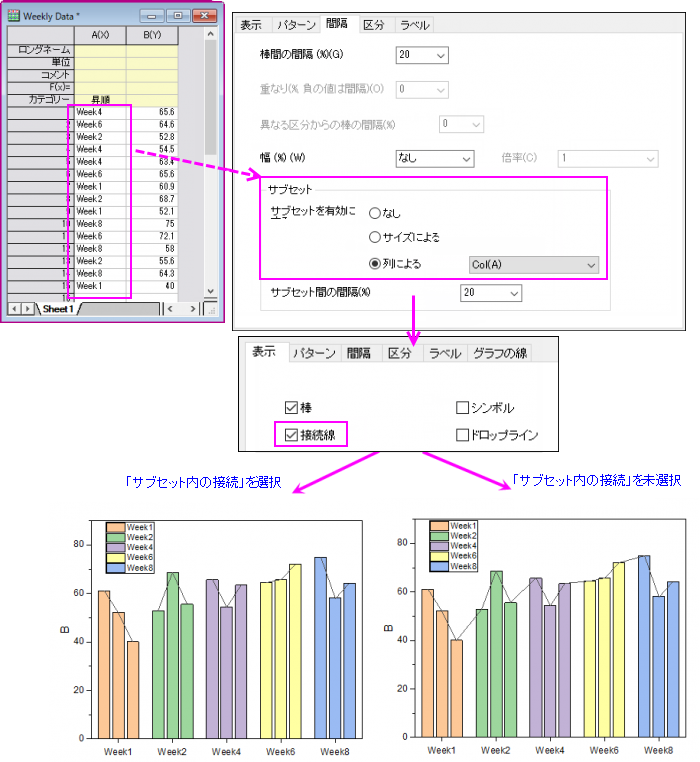 Weekly Data *
A(X) B(Y)
ロングネーム
単位
コメント
F(x)=
カテゴリー 昇順
1 Week4 65.6
2 Week6 64.6
3 Week2 52.8
4 Week4 54.5
5 Week4 63.4
6 Week6 65.6
7 Week1 60.9
8 Week2 68.7
9 Week1 52.1
10 Week8 75
11 Week6 72.1
12 Week8 58
13 Week2 55.6
14 Week8 64.3
15 Week1 40
16
Sheet1
表示 パターン 間隔 区分 ラベル
棒間の間隔 (%)(G) 20
重なり(%, 負の値は間隔)(O) 0
異なる区分からの棒の間隔(%) 0
幅 (%) (W) なし 倍率(C) 1
サブセット
サブセットを有効に
なし
サイズによる
列による Col(A)
サブセット間の間隔(%) 20
表示 パターン 間隔 区分 ラベル グラフの線
棒 シンボル
接続線 ドロップライン
「サブセット内の接続」を選択
「サブセット内の接続」を未選択
Week1
Week2
Week4
Week6
Week8
80
60
40
20
0
B
Week1 Week2 Week4 Week6 Week8
Week1
Week2
Week4
Week6
Week8
80
60
40
20
0
B
Week1 Week2 Week4 Week6 Week8